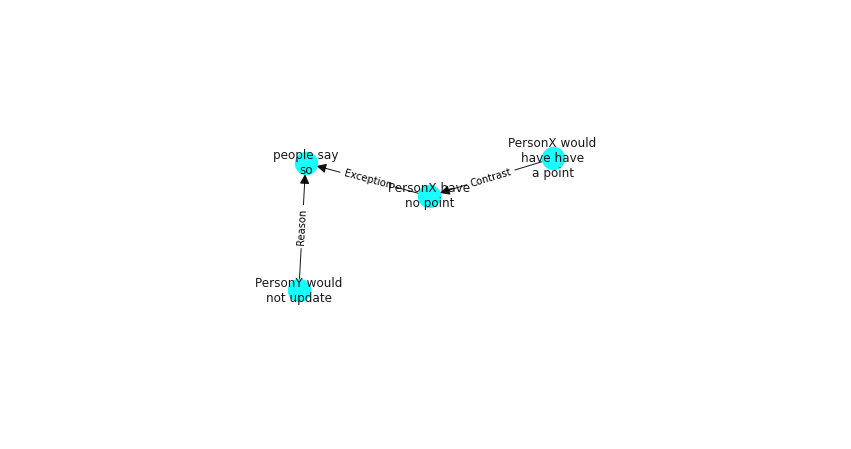 PersonX would
have have
a point
people say
so
Exception
Contrast
PersonX have
no point
Reason
PersonY would
not update